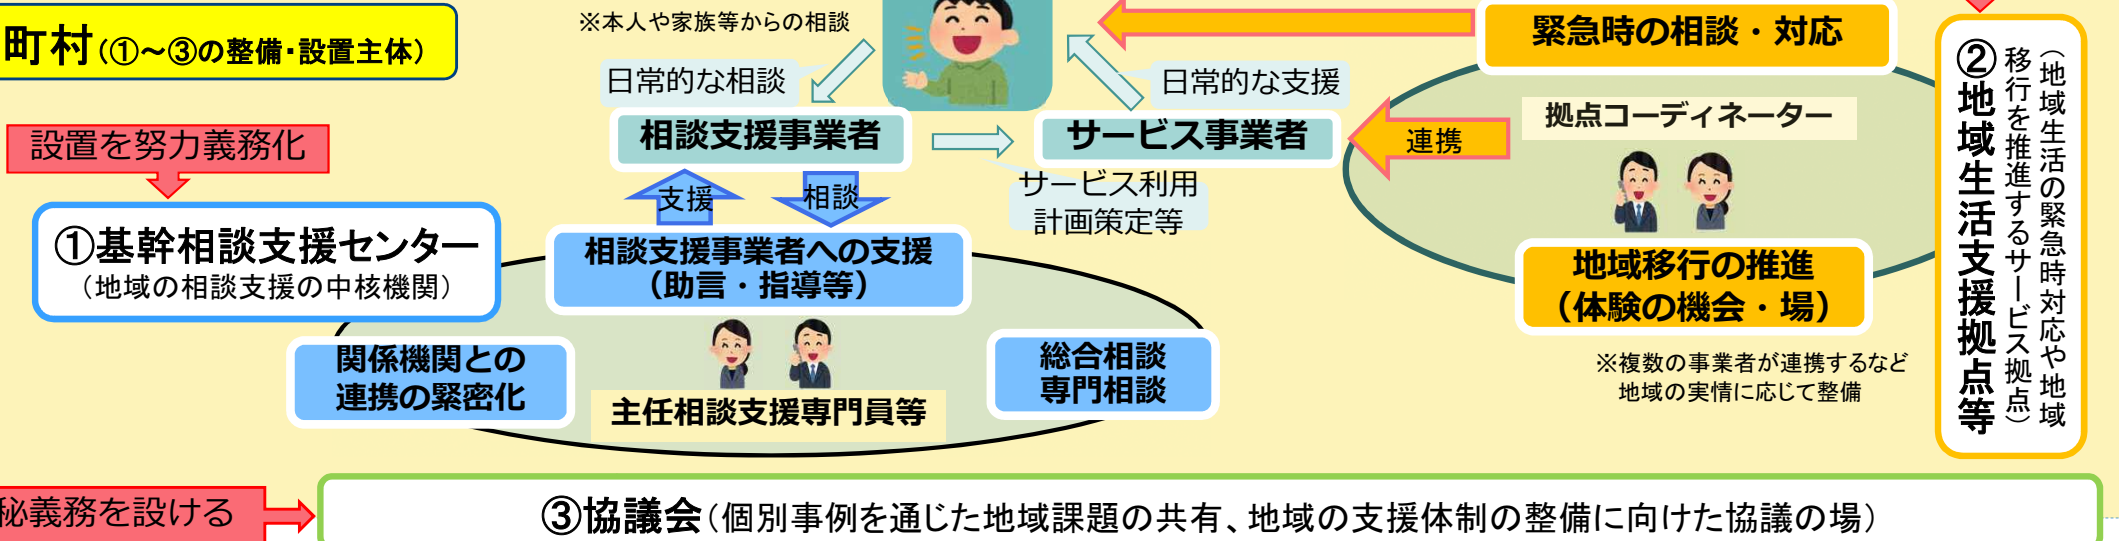 町村(①～③の整備・設置主体)
※本人や家族等からの相談
日常的な相談
日常的な支援
緊急時の相談・対応
相談支援事業者
サービス事業者
連携
拠点コーディネーター
サービス利用
計画策定等
支援
相談
設置を努力義務化
①基幹相談支援センター
(地域の相談支援の中核機関)
相談支援事業者への支援
(助言・指導等)
関係機関との
連携の緊密化
主任相談支援専門員等
総合相談
専門相談
地域移行の推進
(体験の機会・場)
※複数の事業者が連携するなど
地域の実情に応じて整備
②地域生活支援拠点等
(地域生活の緊急時対応や地域
移行を推進するサービス拠点)
秘義務を設ける
③協議会(個別事例を通じた地域課題の共有、地域の支援体制の整備に向けた協議の場)